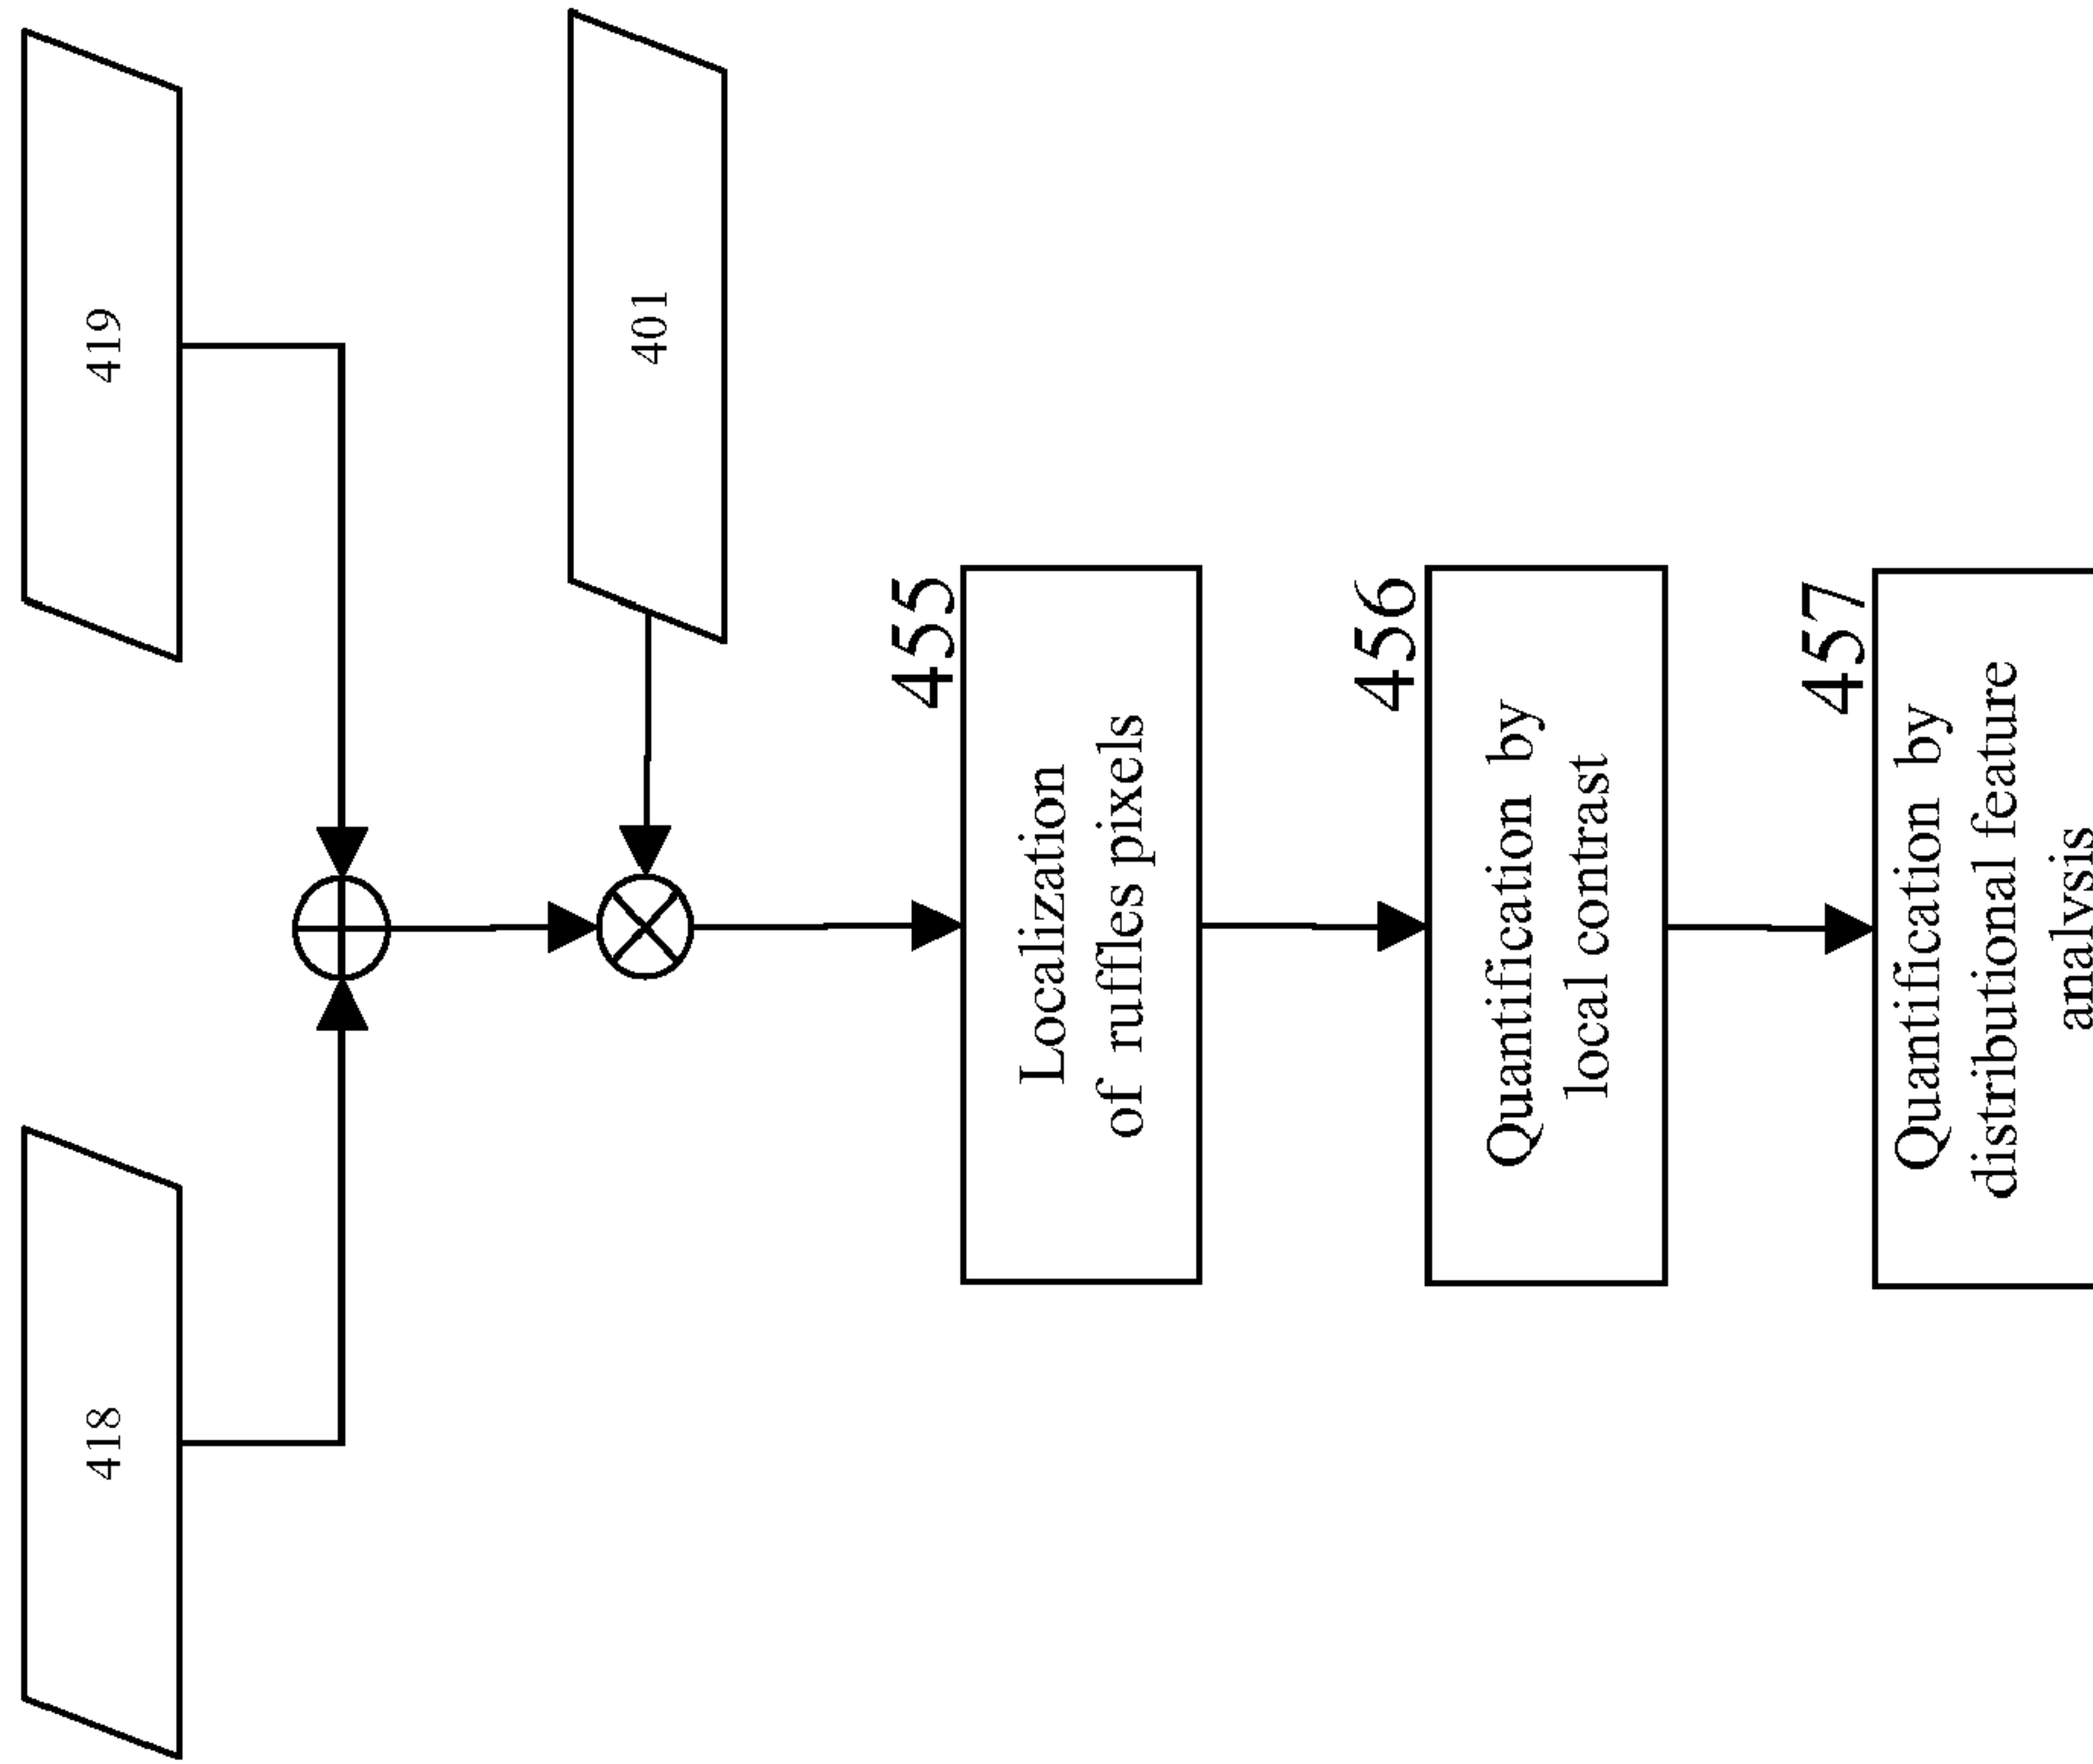 418
419
401
455
Localization
of ruffles pixels
456
Quantification by
local contrast
457
Quantification by
distributional feature
analysis